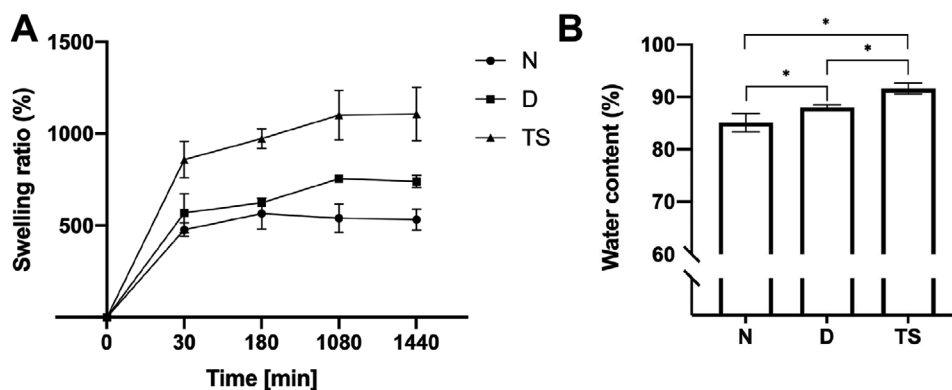 A
1500
1000
500
Swelling ratio (%)
0 30 180 1080 1440
Time [min]
N
D
TS
B
100
90
80
70
60
Water content (%)
*
* *
N D TS